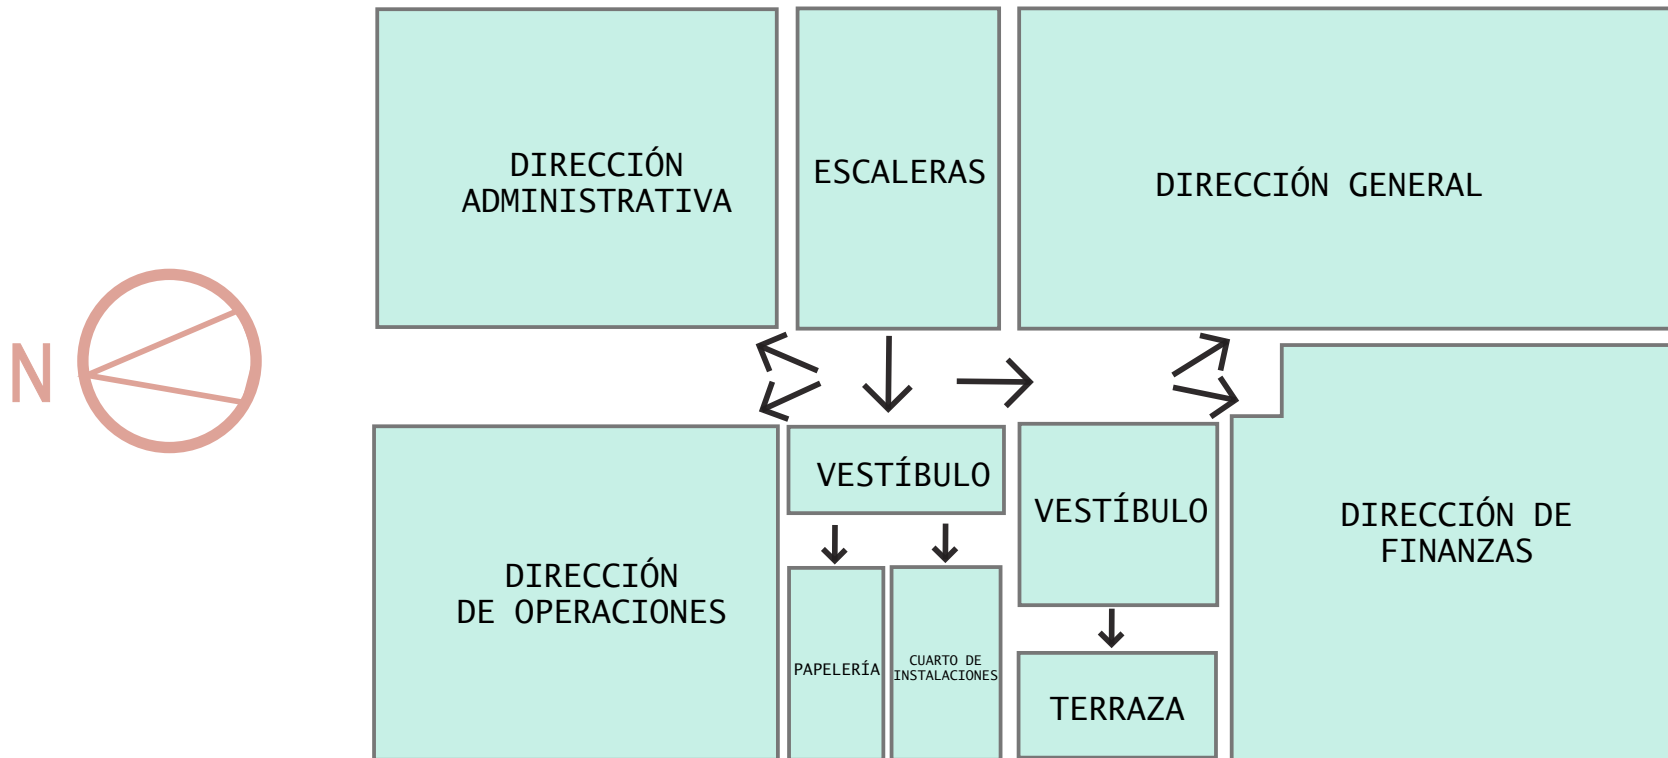 DIRECCIÓN
ADMINISTRATIVA
ESCALERAS
DIRECCIÓN GENERAL
N
VESTÍBULO
VESTÍBULO
DIRECCIÓN DE
FINANZAS
DIRECCIÓN
DE OPERACIONES
PAPELERÍA
CUARTO DE
INSTALACIONES
TERRAZA